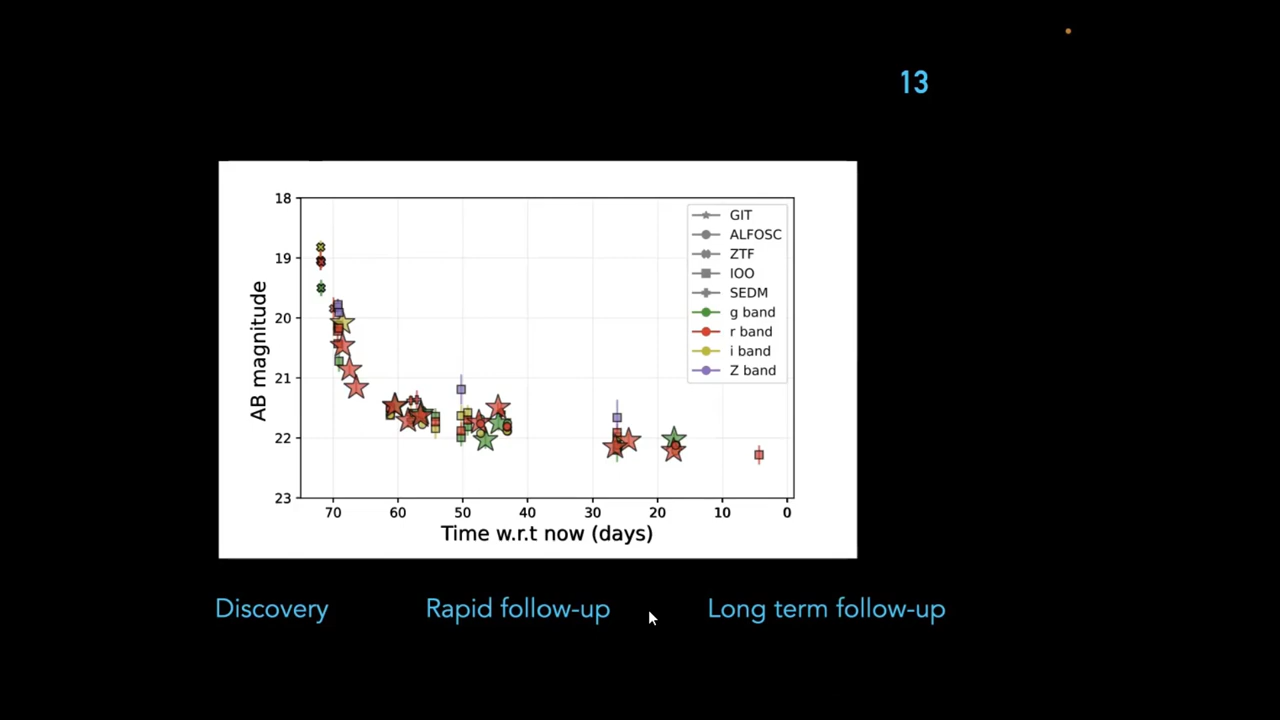 13
18
19
20
21
22
23
AB magnitude
GIT
ALFOSC
ZTF
IOO
SEDM
g band
r band
i band
Z band
70 60 50 40 30 20 10 0
Time w.r.t now (days)
Discovery Rapid follow-up Long term follow-up